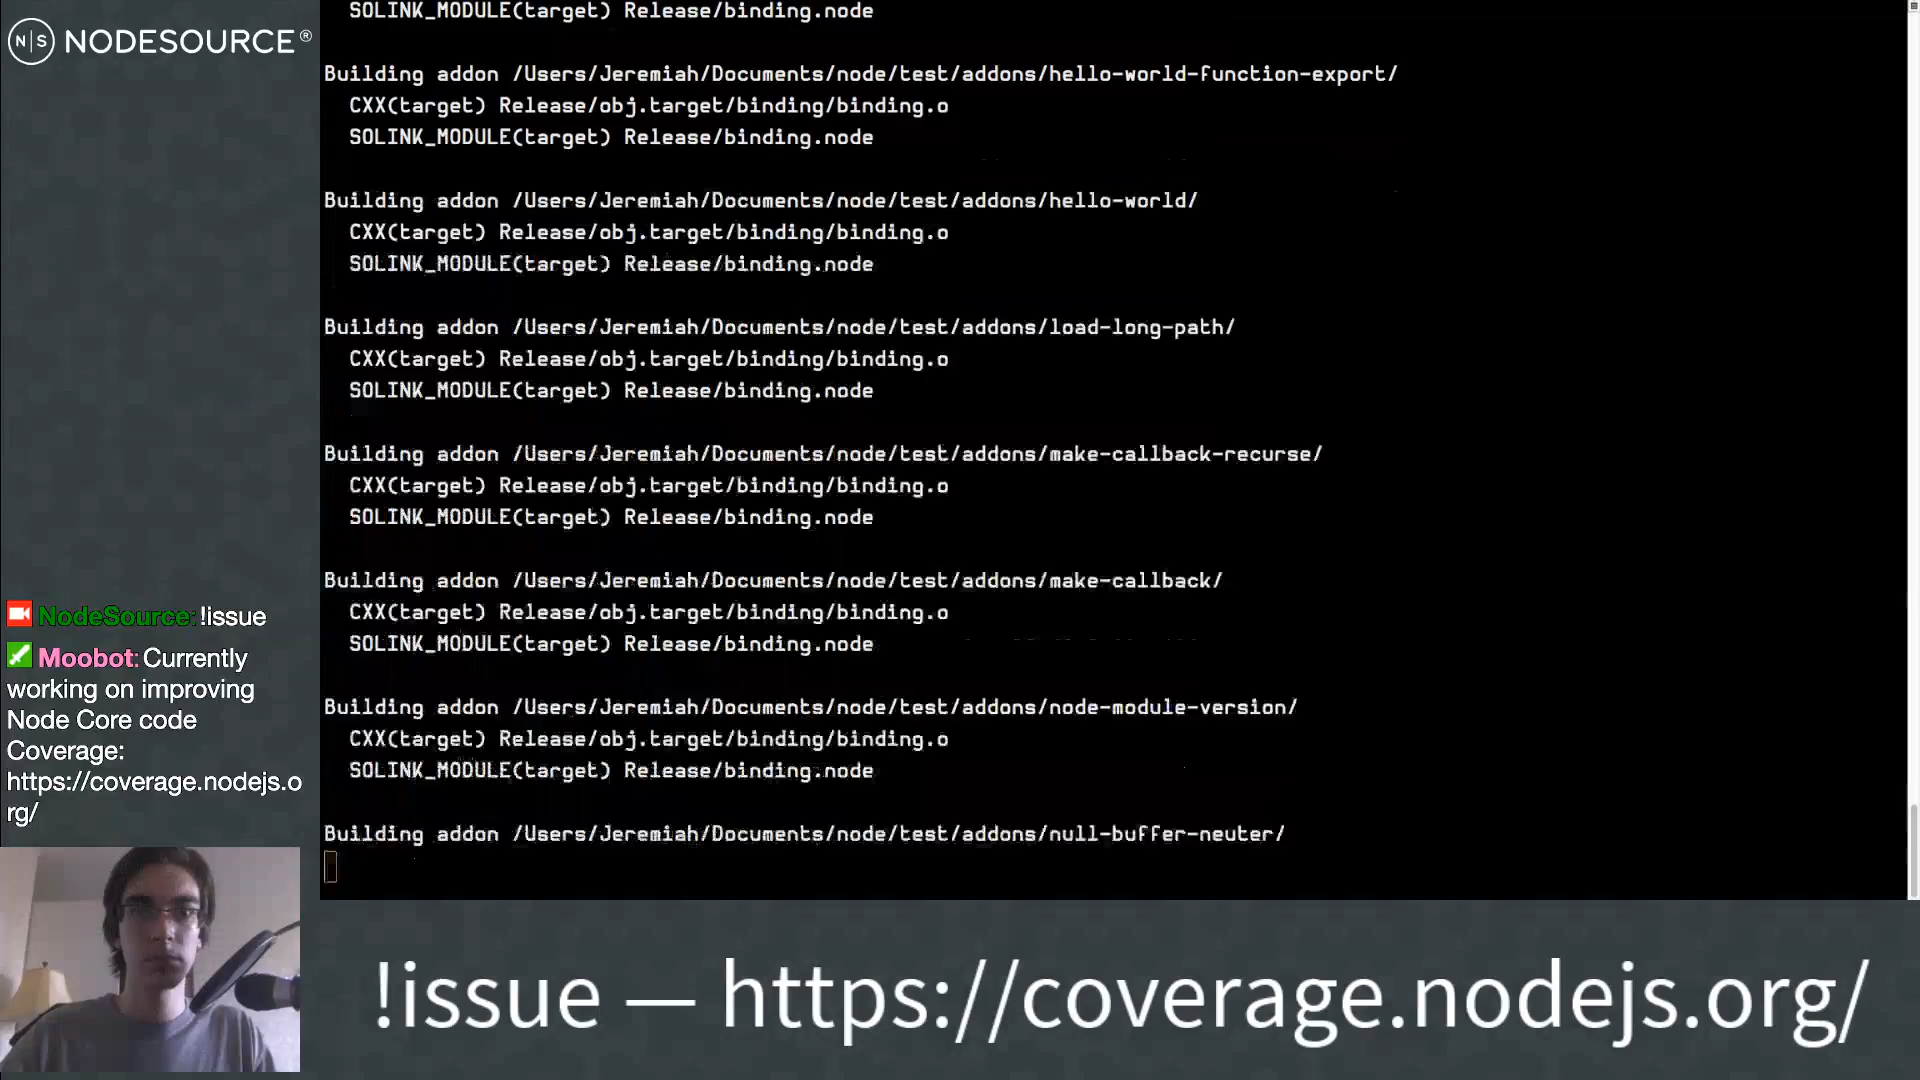 N|S NODESOURCE®
SOLINK_MODULE(target) Release/binding.node
Building addon /Users/Jeremiah/Documents/node/test/addons/hello-world-function-export/
CXX(target) Release/obj.target/binding/binding.o
SOLINK_MODULE(target) Release/binding.node
Building addon /Users/Jeremiah/Documents/node/test/addons/hello-world/
CXX(target) Release/obj.target/binding/binding.o
SOLINK_MODULE(target) Release/binding.node
Building addon /Users/Jeremiah/Documents/node/test/addons/load-long-path/
CXX(target) Release/obj.target/binding/binding.o
SOLINK_MODULE(target) Release/binding.node
Building addon /Users/Jeremiah/Documents/node/test/addons/make-callback-recurse/
CXX(target) Release/obj.target/binding/binding.o
SOLINK_MODULE(target) Release/binding.node
Building addon /Users/Jeremiah/Documents/node/test/addons/make-callback/
CXX(target) Release/obj.target/binding/binding.o
SOLINK_MODULE(target) Release/binding.node
Building addon /Users/Jeremiah/Documents/node/test/addons/node-module-version/
CXX(target) Release/obj.target/binding/binding.o
SOLINK_MODULE(target) Release/binding.node
Building addon /Users/Jeremiah/Documents/node/test/addons/null-buffer-neuter/
NodeSource: !issue
Moobot: Currently
working on improving
Node Core code
Coverage:
https://coverage.nodejs.o
rg/
!issue — https://coverage.nodejs.org/